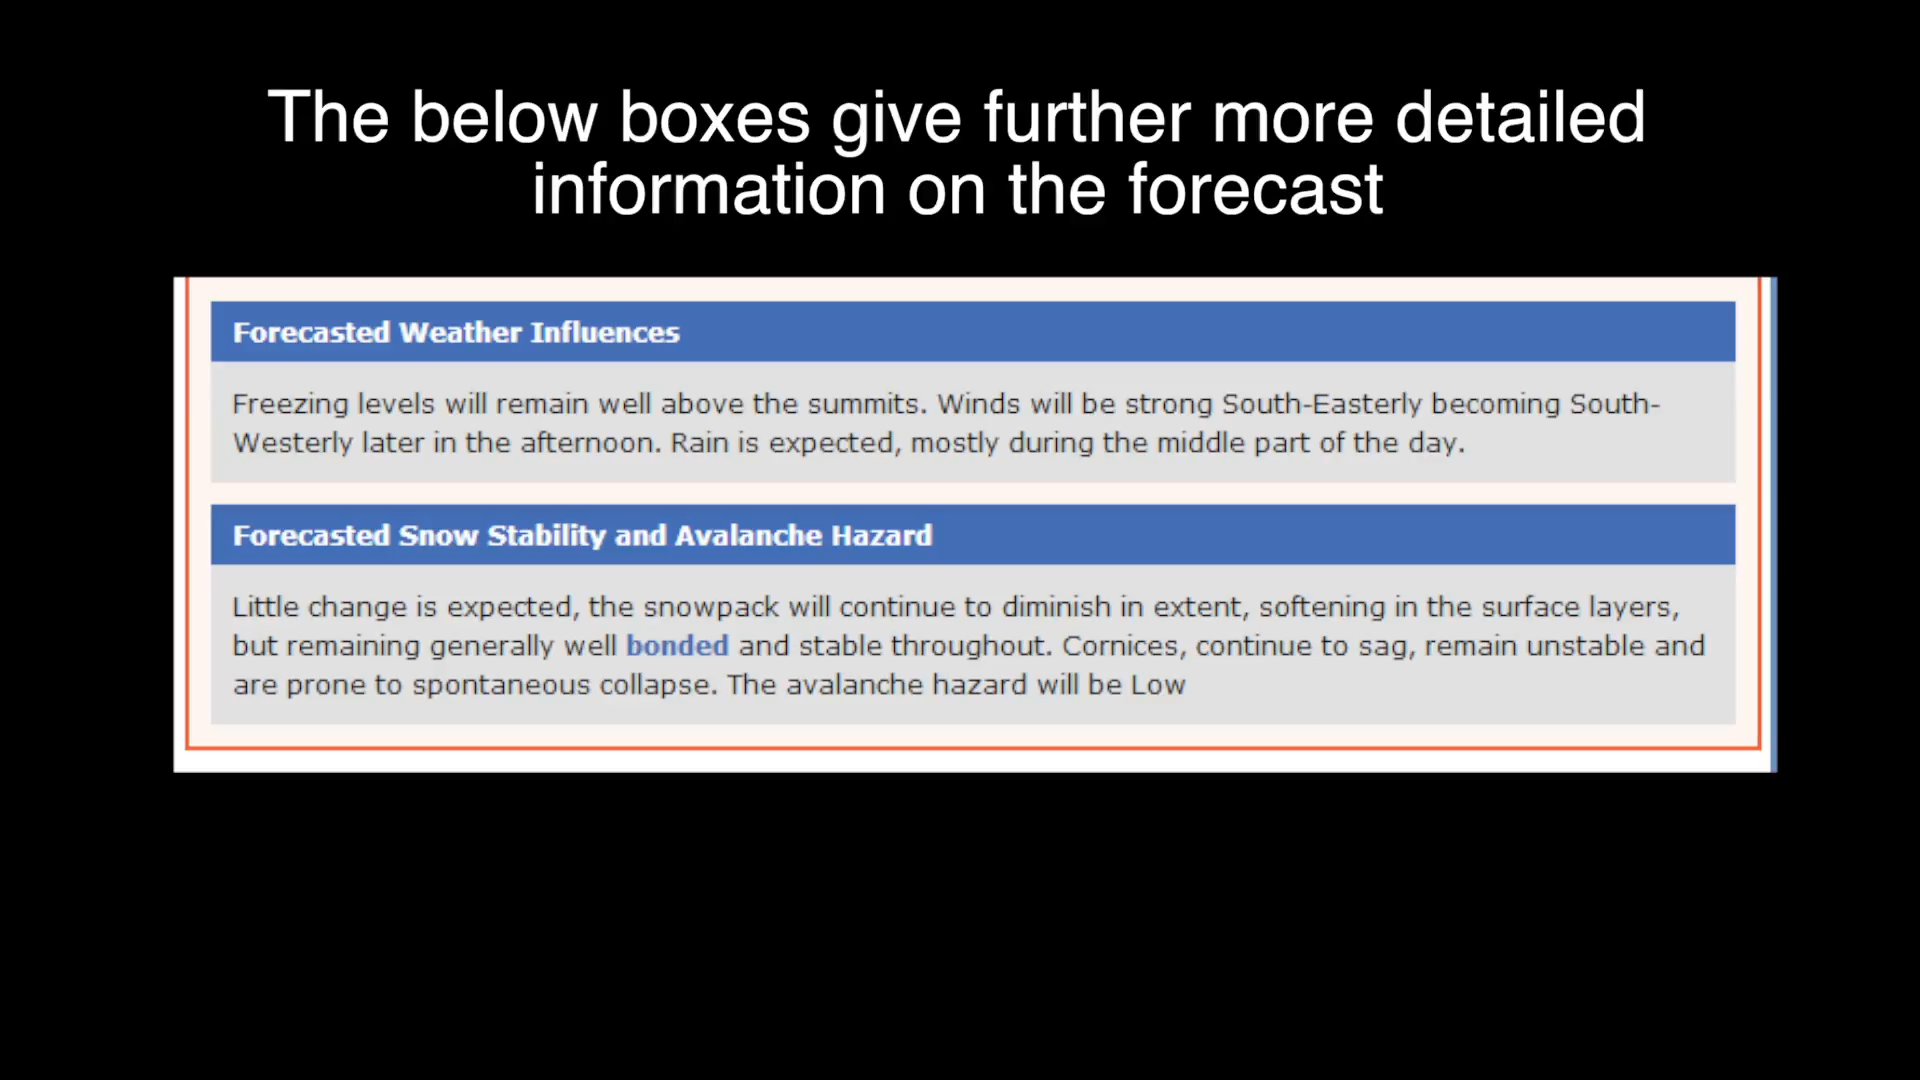 The below boxes give further more detailed
information on the forecast
Forecasted Weather Influences
Freezing levels will remain well above the summits. Winds will be strong South-Easterly becoming South-
Westerly later in the afternoon. Rain is expected, mostly during the middle part of the day.
Forecasted Snow Stability and Avalanche Hazard
Little change is expected, the snowpack will continue to diminish in extent, softening in the surface layers,
but remaining generally well bonded and stable throughout. Cornices, continue to sag, remain unstable and
are prone to spontaneous collapse. The avalanche hazard will be Low